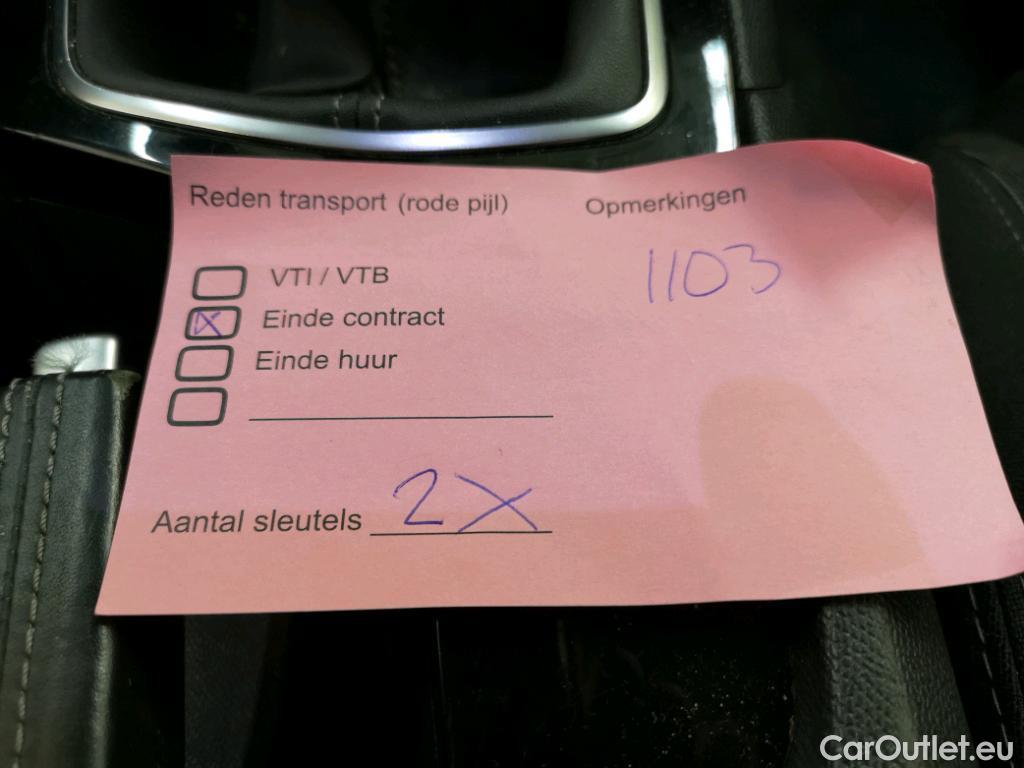 Reden transport (rode pijl)
Opmerkingen
VTI / VTB
1103
Einde contract
Einde huur
Aantal sleutels 2X
CarOutlet.eu